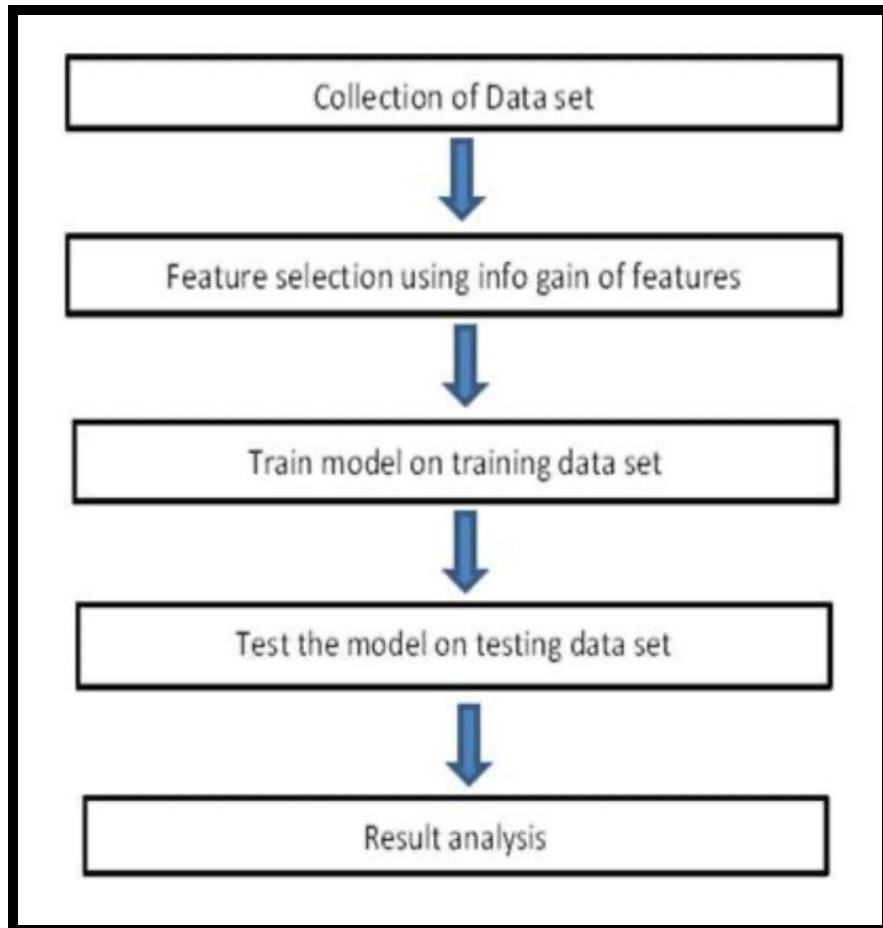 Collection of Data set
Feature selection using info gain of features
Train model on training data set
Test the model on testing data set
Result analysis